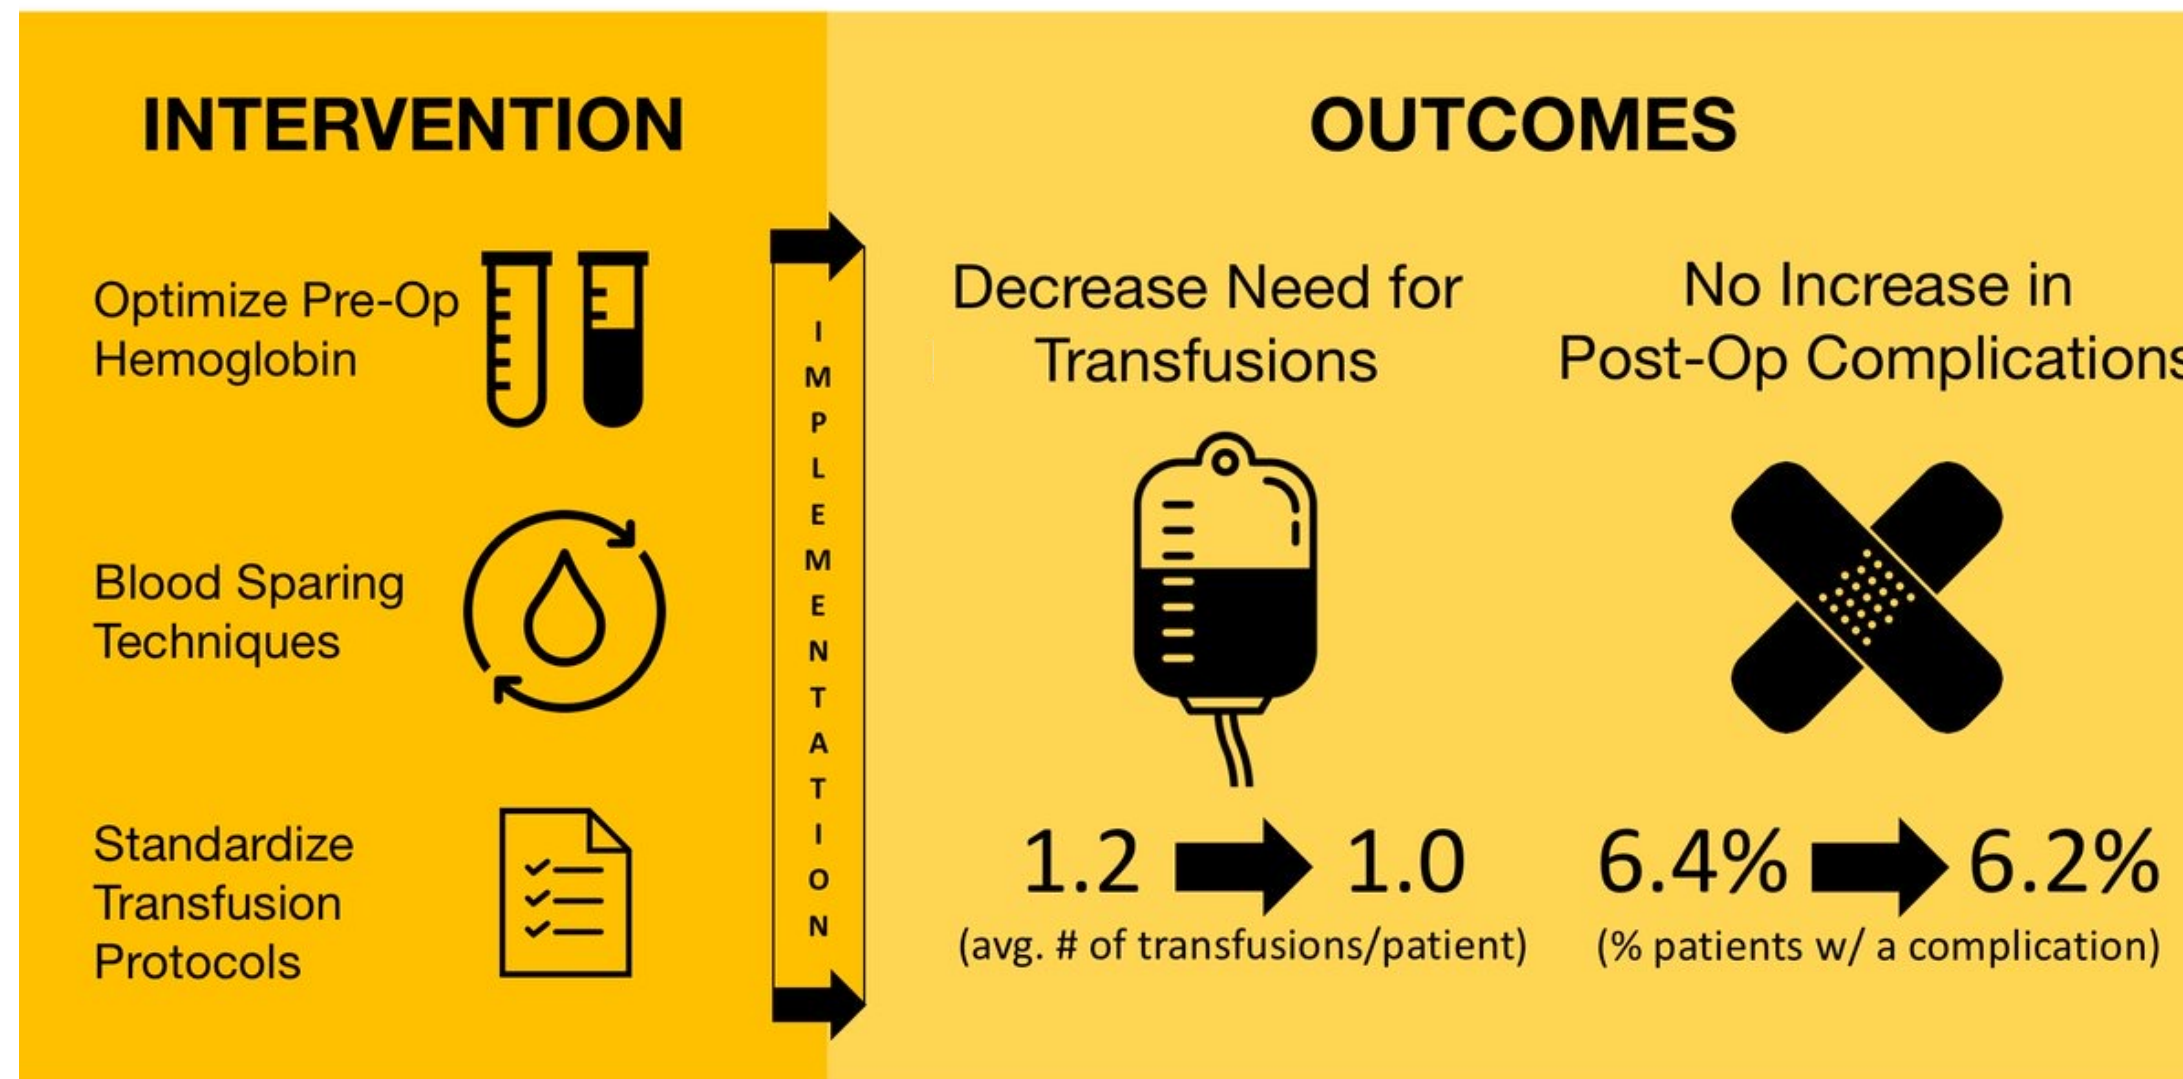 INTERVENTION
Optimize Pre-Op
Hemoglobin
Blood Sparing
Techniques
Standardize
Transfusion
Protocols
IMPLEMENTATION
OUTCOMES
Decrease Need for
Transfusions
1.2 1.0
(avg. # of transfusions/patient)
No Increase in
Post-Op Complications
6.4% 6.2%
(% patients w/ a complication)